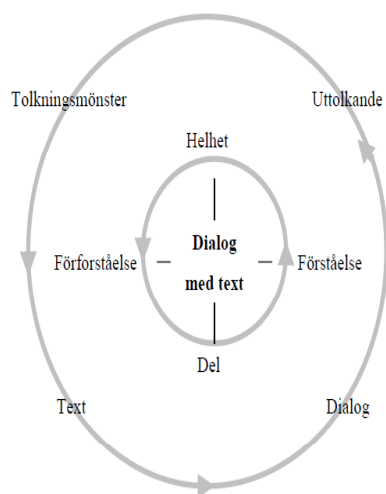 Tolkningsmönster
Uttolkande
Helhet
Förförståelse
Dialog
med text
Förståelse
Del
Text
Dialog